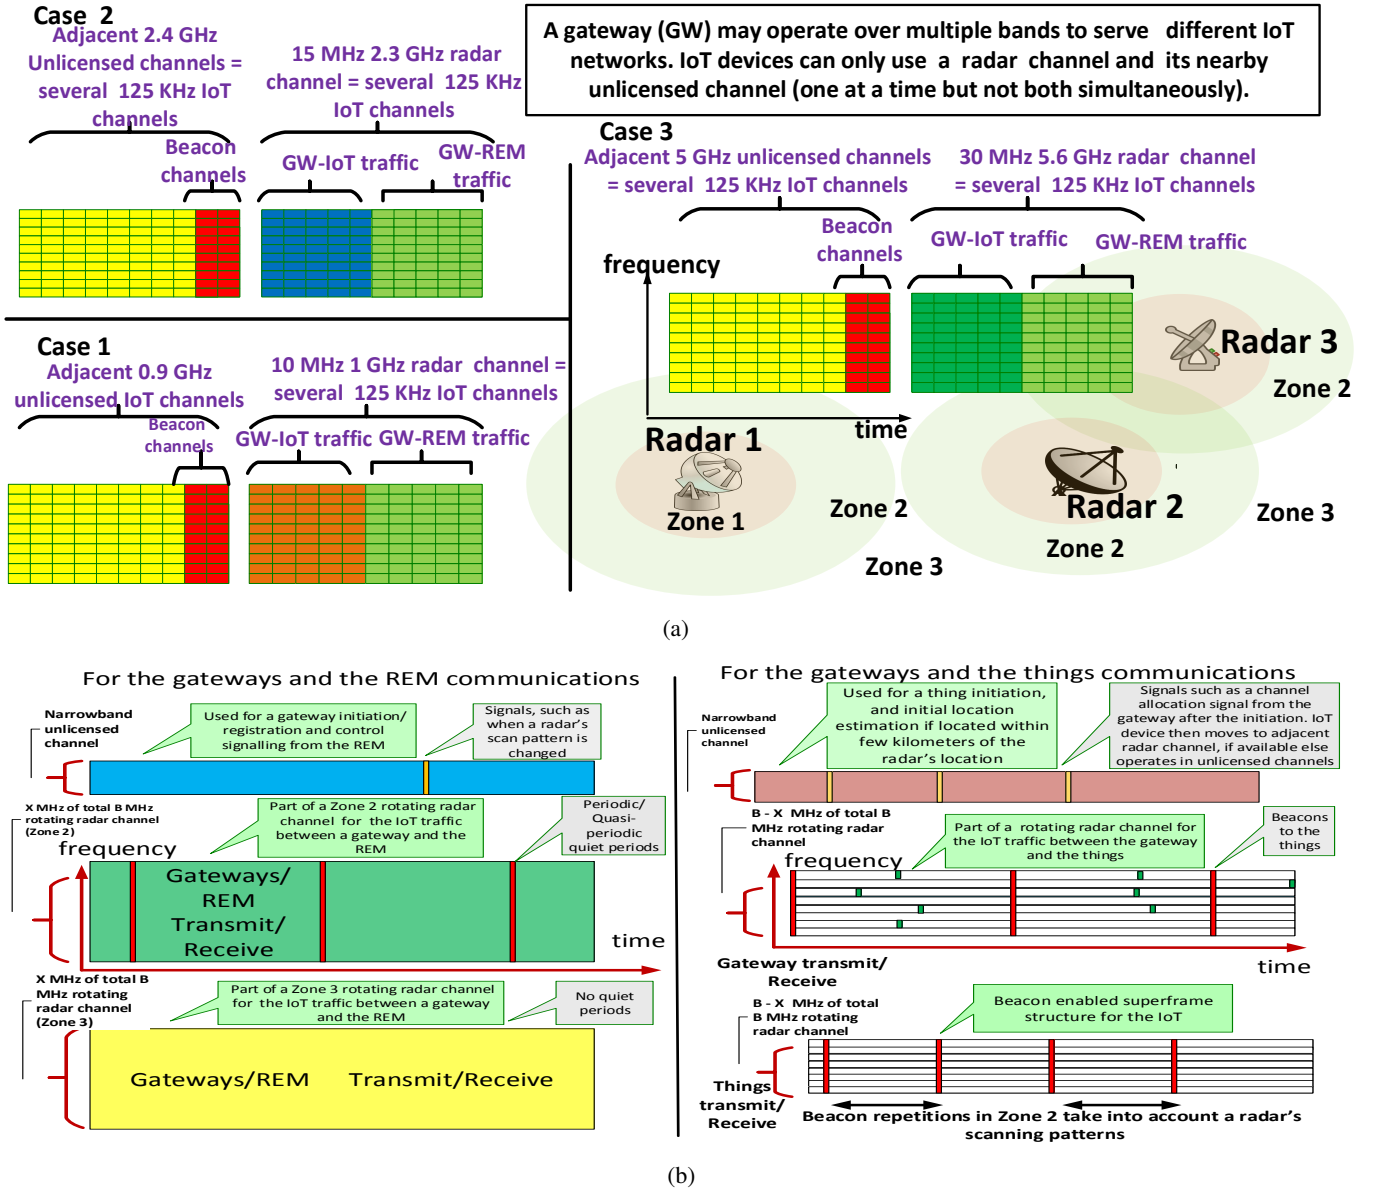 Case 2
Adjacent 2.4 GHz
Unlicensed channels =
several 125 KHz IoT
channels
Beacon
channels
15 MHz 2.3 GHz radar
channel = several 125 KHz
IoT channels
GW-IoT traffic
GW-REM
traffic
A gateway (GW) may operate over multiple bands to serve different IoT
networks. IoT devices can only use a radar channel and its nearby
unlicensed channel (one at a time but not both simultaneously).
Case 3
Adjacent 5 GHz unlicensed channels
= several 125 KHz IoT channels
30 MHz 5.6 GHz radar channel
= several 125 KHz IoT channels
Beacon
channels
GW-IoT traffic
GW-REM traffic
frequency
time
Radar 3
Zone 2
Case 1
Adjacent 0.9 GHz
unlicensed IoT channels
Beacon
channels
10 MHz 1 GHz radar channel =
several 125 KHz IoT channels
GW-IoT traffic
GW-REM traffic
Radar 1
Zone 1
Zone 2
Zone 3
Radar 2
Zone 2
Zone 3
(a)
For the gateways and the REM communications
Narrowband
unlicensed
channel
Used for a gateway initiation/
registration and control
signalling from the REM
Signals, such as
when a radar's
scan pattern is
changed
X MHz of total B MHz
rotating radar channel
(Zone 2)
Part of a Zone 2 rotating radar
channel for the IoT traffic
between a gateway and the
REM
Periodic/
Quasi-
periodic
quiet periods
frequency
Gateways/
REM
Transmit/
Receive
time
X MHz of total B
MHz rotating
radar channel
(Zone 3)
Part of a Zone 3 rotating radar channel
for the IoT traffic between a gateway
and the REM
No quiet
periods
Gateways/REM Transmit/Receive
For the gateways and the things communications
Narrowband
unlicensed
channel
Used for a thing initiation,
and initial location
estimation if located within
few kilometers of the
radar's location
Signals such as a channel
allocation signal from the
gateway after the initiation. IoT
device then moves to adjacent
radar channel, if available else
operates in unlicensed channels
B - X MHz of total B
MHz rotating radar
channel
Part of a rotating radar channel for
the IoT traffic between the gateway
and the things
Beacons
to the
things
frequency
time
Gateway transmit/
Receive
B - X MHz of total
B MHz rotating
radar channel
Beacon enabled superframe
structure for the IoT
Things
transmit/
Receive
Beacon repetitions in Zone 2 take into account a radar's
scanning patterns
(b)